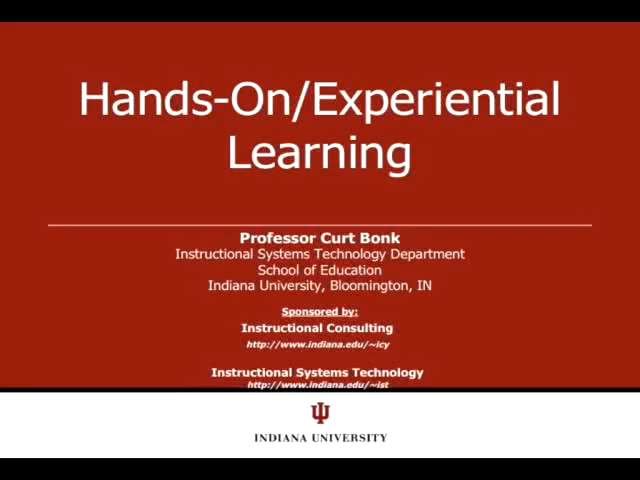 Hands-On/Experiential
Learning
Professor Curt Bonk
Instructional Systems Technology Department
School of Education
Indiana University, Bloomington, IN
Sponsored by:
Instructional Consulting
http://www.indiana.edu/~icy
Instructional Systems Technology
http://www.indiana.edu/~ist
INDIANA UNIVERSITY